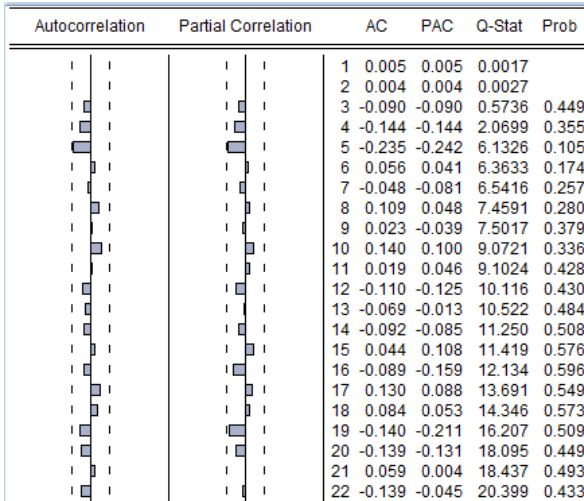 Autocorrelation Partial Correlation AC PAC Q-Stat Prob
1 0.005 0.005 0.0017
2 0.004 0.004 0.0027
3 -0.090 -0.090 0.5736 0.449
4 -0.144 -0.144 2.0699 0.355
5 -0.235 -0.242 6.1326 0.105
6 0.056 0.041 6.3633 0.174
7 -0.048 -0.081 6.5416 0.257
8 0.109 0.048 7.4591 0.280
9 0.023 -0.039 7.5017 0.379
10 0.140 0.100 9.0721 0.336
11 0.019 0.046 9.1024 0.428
12 -0.110 -0.125 10.116 0.430
13 -0.069 -0.013 10.522 0.484
14 -0.092 -0.085 11.250 0.508
15 0.044 0.108 11.419 0.576
16 -0.089 -0.159 12.134 0.596
17 0.130 0.088 13.691 0.549
18 0.084 0.053 14.346 0.573
19 -0.140 -0.211 16.207 0.509
20 -0.139 -0.131 18.095 0.449
21 0.059 0.004 18.437 0.493
22 -0.139 -0.045 20.399 0.433